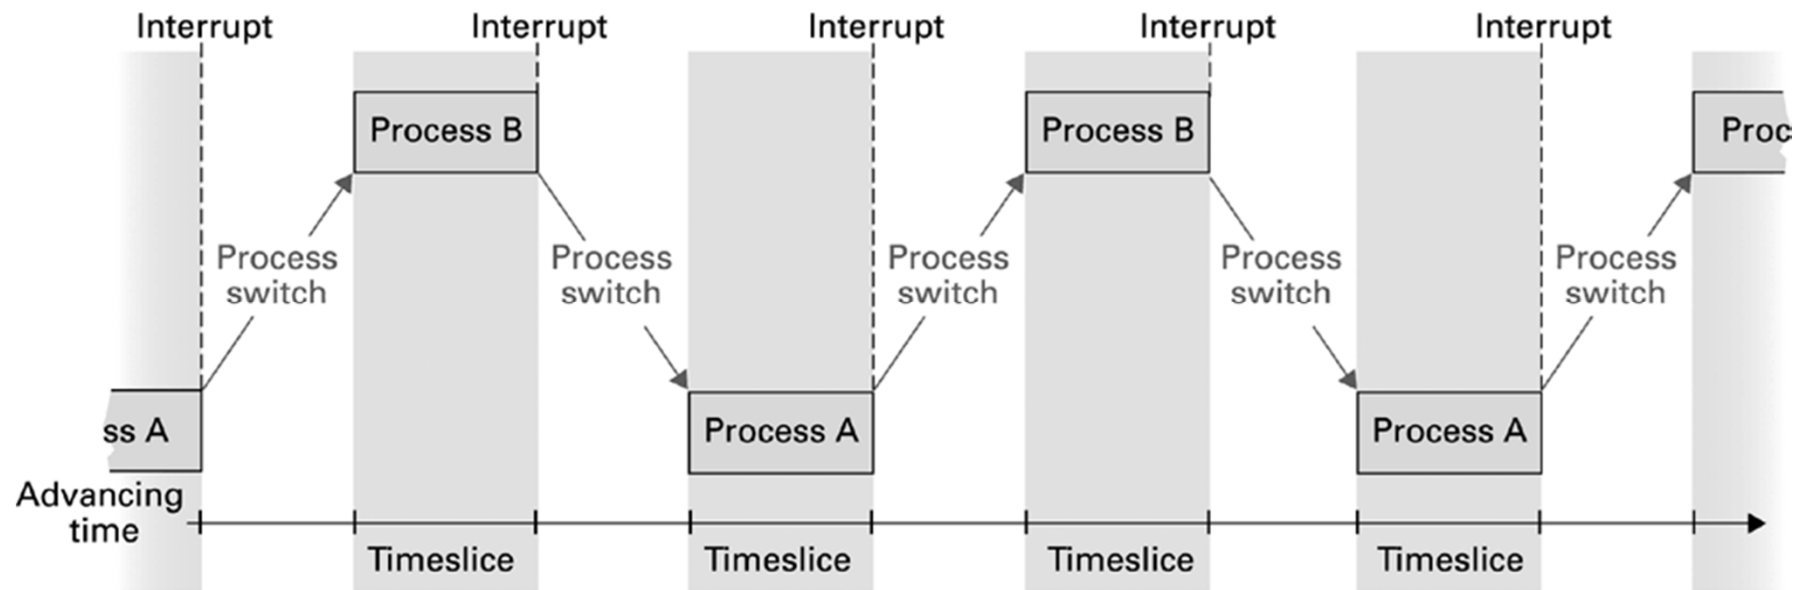 Interrupt Interrupt Interrupt Interrupt Interrupt
Process B Process B Proc
Process Process Process Process Process
switch switch switch switch switch
ss A Process A Process A
Advancing
time
Timeslice Timeslice Timeslice Timeslice